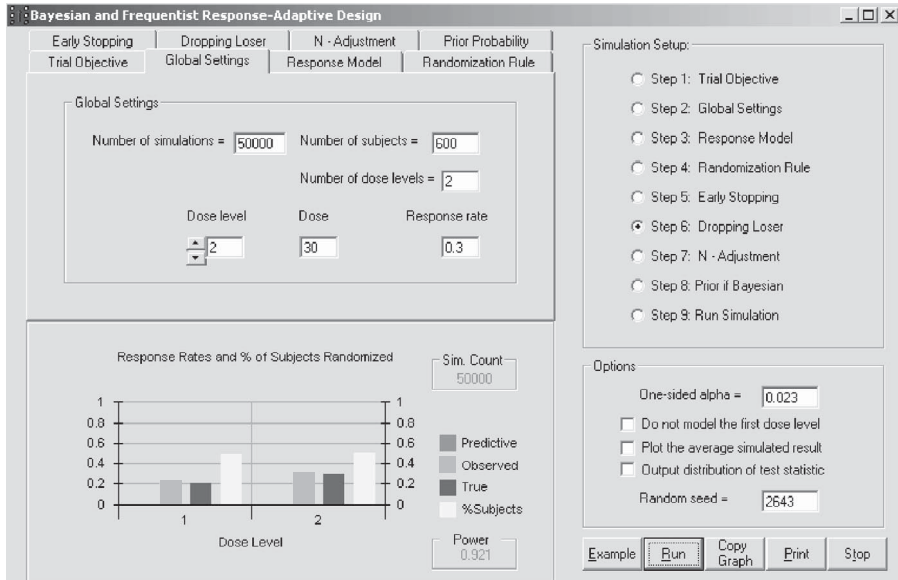 Bayesian and Frequentist Response-Adaptive Design
Early Stopping Dropping Loser N - Adjustment Prior Probability
Trial Objective Global Settings Response Model Randomization Rule
Global Settings
Number of simulations = 50000 Number of subjects = 600
Number of dose levels = 2
Dose level Dose Response rate
2 30 0.3
Response Rates and % of Subjects Randomized
Sim. Count
50000
1 1
0.8 0.8
0.6 0.6
0.4 0.4
0.2 0.2
0 0
1 2
Dose Level
Predictive
Observed
True
%Subjects
Power
0.921
Simulation Setup:
Step 1: Trial Objective
Step 2: Global Settings
Step 3: Response Model
Step 4: Randomization Rule
Step 5: Early Stopping
Step 6: Dropping Loser
Step 7: N - Adjustment
Step 8: Prior if Bayesian
Step 9: Run Simulation
Options
One-sided alpha = 0.023
Do not model the first dose level
Plot the average simulated result
Output distribution of test statistic
Random seed = 2643
Example Run Copy Graph Print Stop